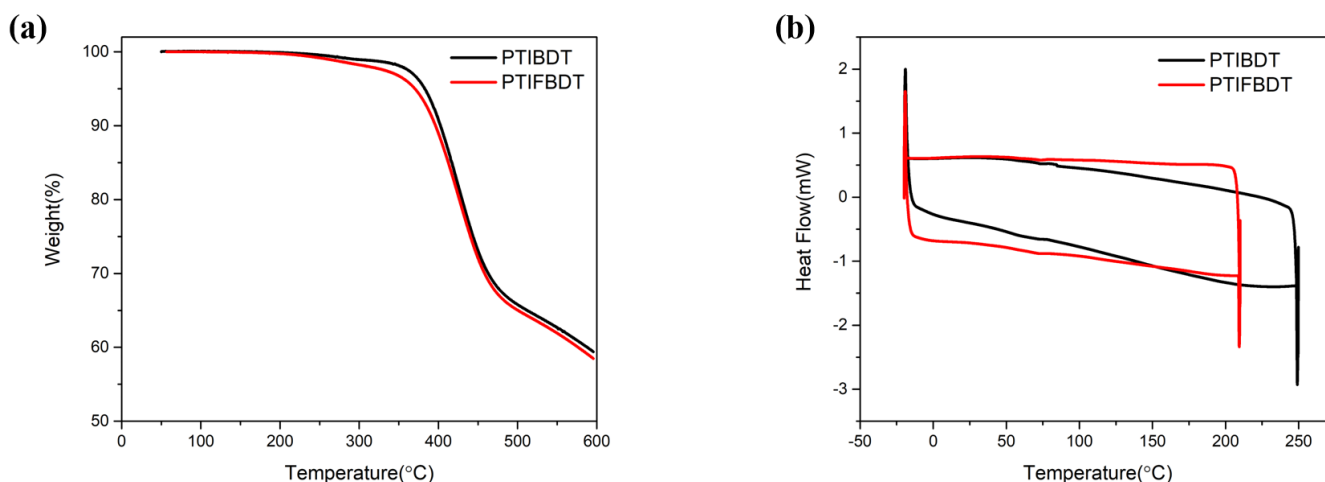 (a)
100
90
80
70
60
50
0
100
200
300
400
500
600
Weight(%)
Temperature(°C)
PTIBDT
PTIFBDT
(b)
2
1
0
-1
-2
-3
-50
0
50
100
150
200
250
Heat Flow(mW)
Temperature(°C)
PTIBDT
PTIFBDT